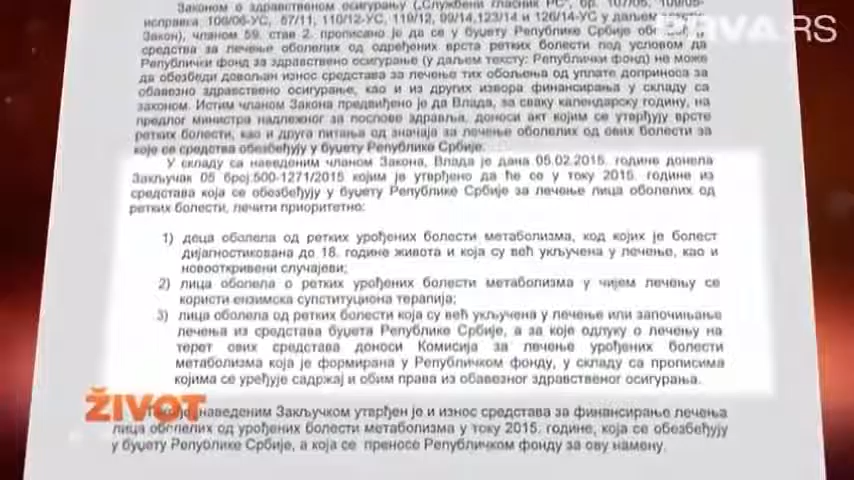 Законом о здравственом осигурању („Службени гласник РС", бр. 107/05, 109/05-
исправка, 106/06-УС, 57/11, 110/12-УС, 119/12, 99/14,123/14 и 126/14-УС у даљем
Закон), чланом 59. став 2. прописано је да се у буџету Републике Србије
средства за лечење оболелих од одређених врста ретких болести под условом да
Републички фонд за здравствено осигурање (у даљем тексту: Републички фонд) не може
да обезбеди довољан износ средстава за лечење тих обољења од уплате доприноса за
обавезно здравствено осигурање, као и из других извора финансирања у складу са
законом. Истим чланом Закона предвиђено је да Влада, за сваку календарску годину, на
предлог министра надлежног за послове здравља, доноси акт којим се утврђују врсте
ретких болести, као и друга питања од значаја за лечење оболелих од ових болести за
које се средства обезбеђују у буџету Републике Србије.
У складу са наведеним чланом Закона, Влада је дана 05.02.2015. године донела
Закључак 05 број:500-1271/2015 којим је утврђено да ће се у току 2015. године из
средстава која се обезбеђују у буџету Републике Србије за лечење лица оболелих од
ретких болести, лечити приоритетно:
1) деца оболела од ретких урођених болести метаболизма, код којих је болест
дијагностикована до 18. године живота и која су већ укључена у лечење, као и
новооткривени случајеви;
2) лица оболела о ретких урођених болести метаболизма у чијем лечењу се
користи ензимска супституциона терапија;
3) лица оболела од ретких болести која су већ укључена у лечење или започињање
лечења из средстава буџета Републике Србије, а за које одлуку о лечењу на
терет ових средстава доноси Комисија за лечење урођених болести
метаболизма која је формирана у Републичком фонду, у складу са прописима
којима се уређује садржај и обим права из обавезног здравственог осигурања.
ŽIVOT
наведеним Закључком утврђен је и износ средстава за финансирање лечења
лица оболелих од урођених болести метаболизма у току 2015. године, која се обезбеђују
у буџету Републике Србије, а која се преносе Републичком фонду за ову намену.
PRVA.RS